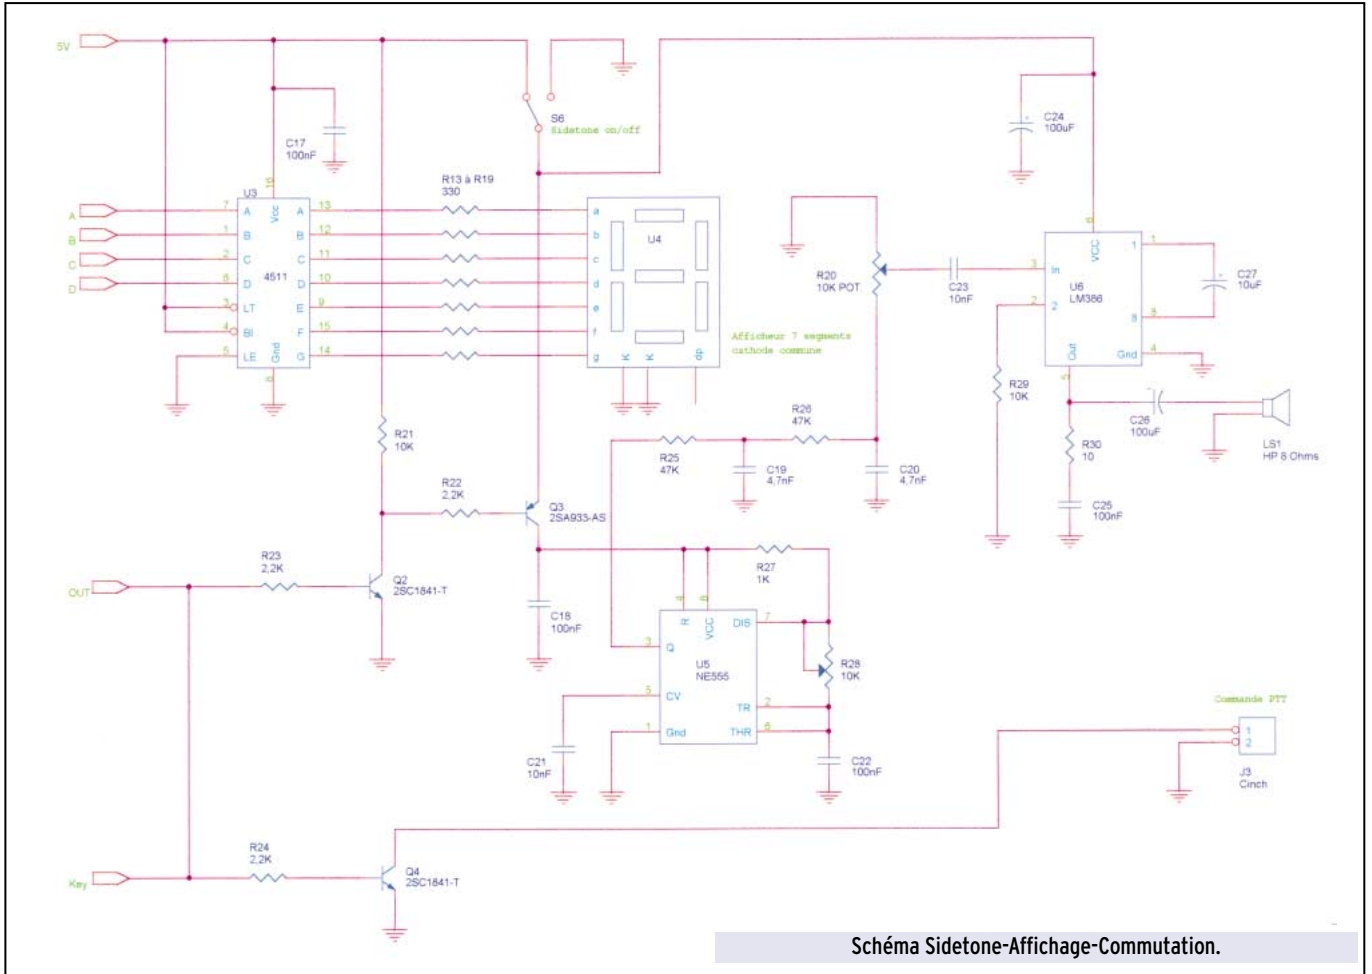 5V
S6
Sidetone on/off
C17
100nF
C24
100uF
16
U3
Vcc
R13 à R19
330
A 7 A A 13 a
B 1 B B 12 b
C 2 C C 11 c
D 6 D D 10 d
4511
3 LT E 9 e
4 BI F 15 f
5 LE G 14 g
Gnd
8
U4
K K dp
Afficheur 7 segments
cathode commune
R20
10K POT.
C23
10nF
6
VCC
3 In 1 1
2 2 8 8
U6
LM386
Out Gnd 4
5
C27
10uF
R29
10K
C26
100uF
R30
10
LS1
HP 8 Ohms
C25
100nF
R21
10K
R26
47K
R25
47K
C19
4,7nF
C20
4,7nF
R22
2,2K
Q3
2SA933-AS
R23
2,2K
OUT
Q2
2SC1841-T
C18
100nF
R27
1K
4 8
R VCC DIS 7
3 Q
U5
NE555
R28
10K
5 CV TR 2
1 Gnd THR 6
C21
10nF
C22
100nF
Commande PTT
1
2
J3
Cinch
R24
2,2K
Key
Q4
2SC1841-T
Schéma Sidetone-Affichage-Commutation.